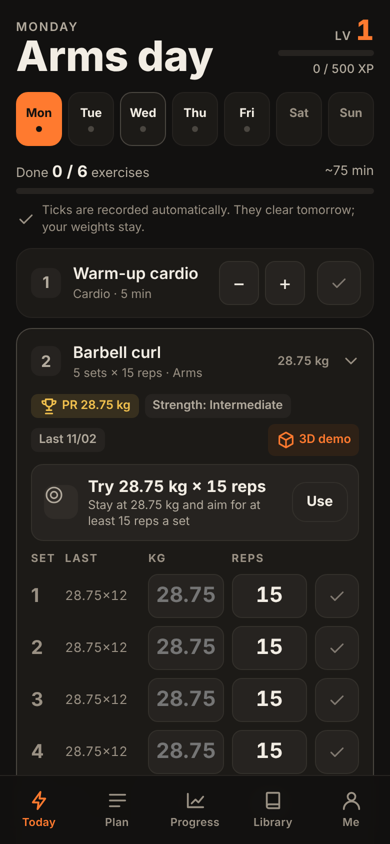 MONDAY
Arms day
LV 1
0 / 500 XP
Mon Tue Wed Thu Fri Sat Sun
Done 0 / 6 exercises ~75 min
Ticks are recorded automatically. They clear tomorrow;
your weights stay.
1 Warm-up cardio − +
Cardio · 5 min
2 Barbell curl 28.75 kg
5 sets × 15 reps · Arms
PR 28.75 kg Strength: Intermediate
Last 11/02 3D demo
Try 28.75 kg × 15 reps
Stay at 28.75 kg and aim for at
least 15 reps a set
Use
SET LAST KG REPS
1 28.75×12 28.75 15
2 28.75×12 28.75 15
3 28.75×12 28.75 15
4 28.75×12 28.75 15
Today Plan Progress Library Me